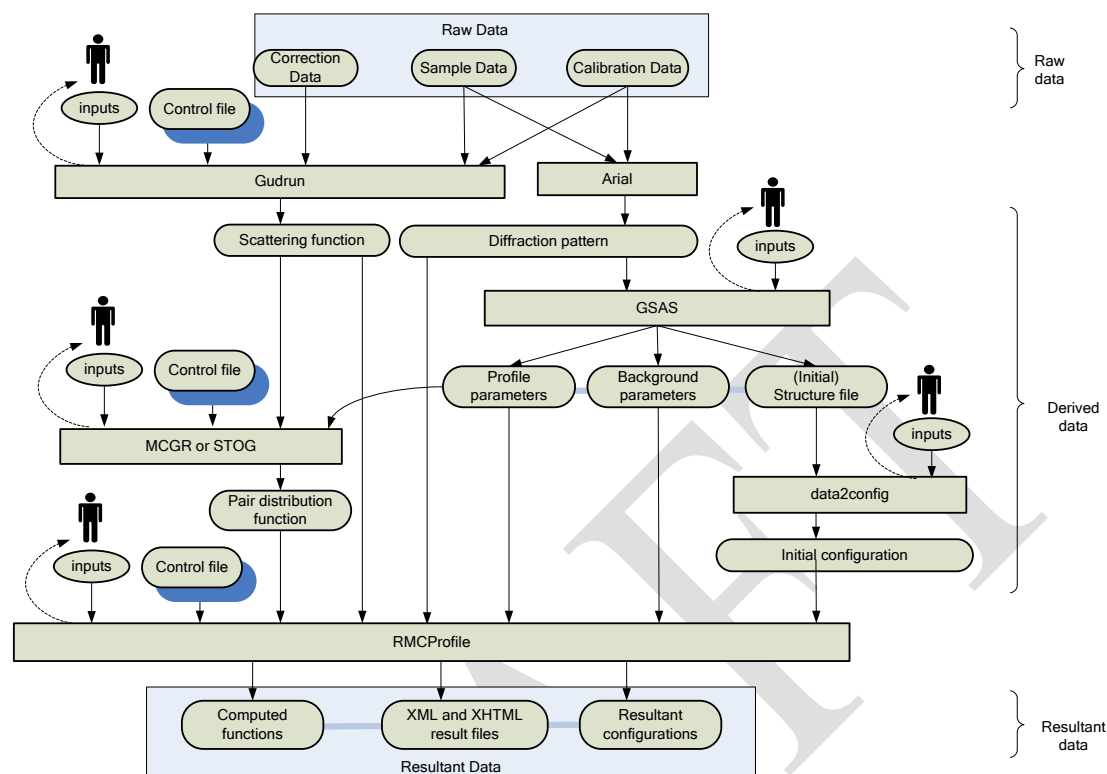 Raw Data
Correction
Data
Sample Data
Calibration Data
Raw
data
inputs
Control file
Gudrun
Arial
Scattering function
Diffraction pattern
inputs
GSAS
inputs
Control file
Profile
parameters
Background
parameters
(Initial)
Structure file
inputs
Derived
data
MCGR or STOG
Pair distribution
function
data2config
inputs
Control file
Initial configuration
RMCProfile
Computed
functions
XML and XHTML
result files
Resultant
configurations
Resultant Data
Resultant
data
AFT